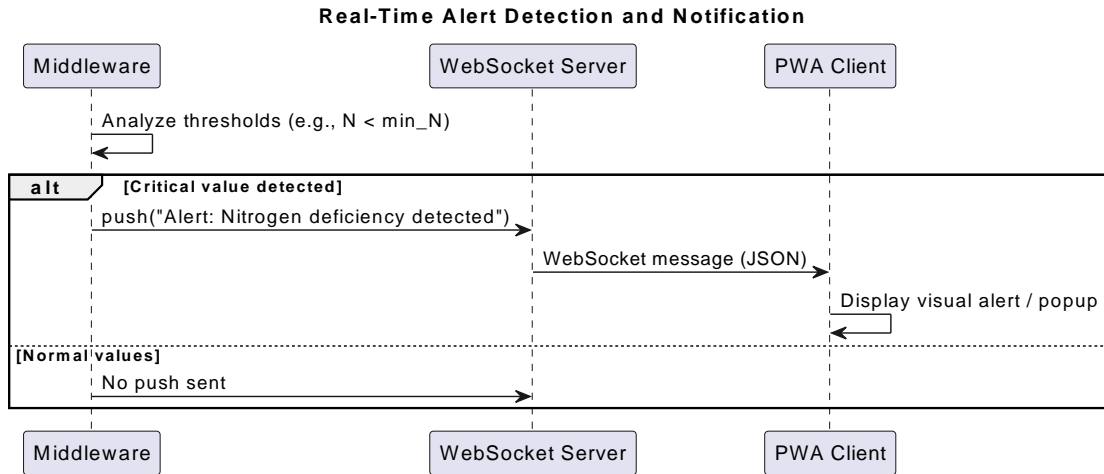 Real-Time Alert Detection and Notification
Middleware WebSocket Server PWA Client
Analyze thresholds (e.g., N < min_N)
alt [Critical value detected]
push("Alert: Nitrogen deficiency detected")
WebSocket message (JSON)
Display visual alert / popup
[Normal values]
No push sent
Middleware WebSocket Server PWA Client